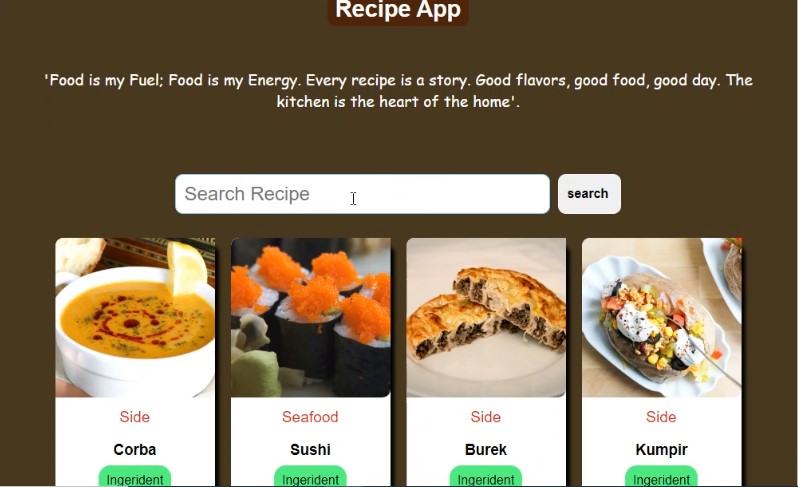 Recipe App
'Food is my Fuel; Food is my Energy. Every recipe is a story. Good flavors, good food, good day. The
kitchen is the heart of the home'.
Search Recipe
search
Side
Seafood
Side
Side
Corba
Sushi
Burek
Kumpir
Ingerident
Ingerident
Ingerident
Ingerident